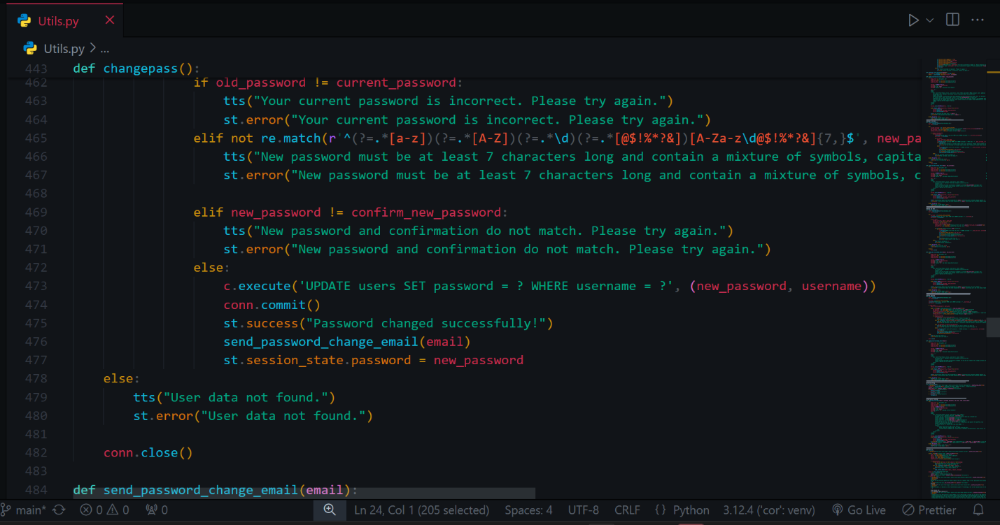 Utils.py
Utils.py > ...
443 def changepass():
462 if old_password != current_password:
463 tts("Your current password is incorrect. Please try again.")
464 st.error("Your current password is incorrect. Please try again.")
465 elif not re.match(r'^(?=.*[a-z])(?=.*[A-Z])(?=.*\d)(?=.*[@$!%*?&])[A-Za-z\d@$!%*?&]{7,}$', new_pa
466 tts("New password must be at least 7 characters long and contain a mixture of symbols, capita
467 st.error("New password must be at least 7 characters long and contain a mixture of symbols, c
468
469 elif new_password != confirm_new_password:
470 tts("New password and confirmation do not match. Please try again.")
471 st.error("New password and confirmation do not match. Please try again.")
472 else:
473 c.execute('UPDATE users SET password = ? WHERE username = ?', (new_password, username))
474 conn.commit()
475 st.success("Password changed successfully!")
476 send_password_change_email(email)
477 st.session_state.password = new_password
478 else:
479 tts("User data not found.")
480 st.error("User data not found.")
481
482 conn.close()
483
484 def send_password_change_email(email):
main* 0 0 0 Ln 24, Col 1 (205 selected) Spaces: 4 UTF-8 CRLF {} Python 3.12.4 ('cor': venv) Go Live Prettier